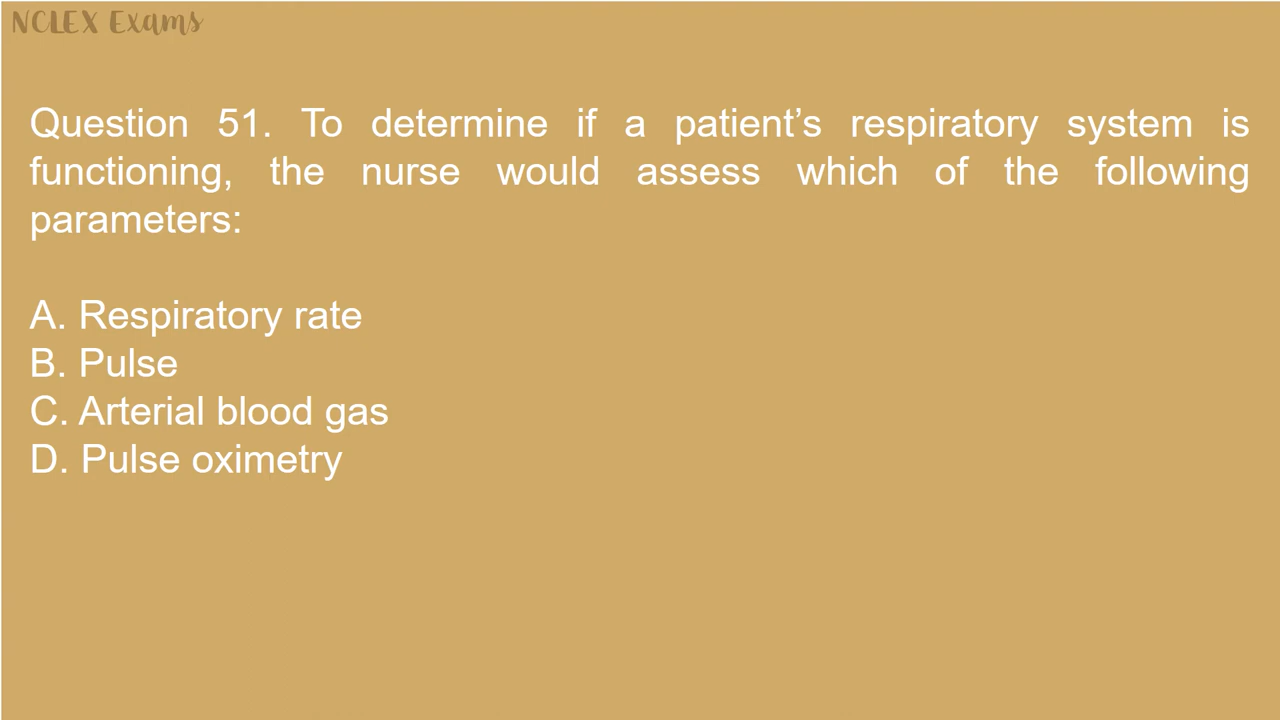 NCLEX Exams
Question 51. To determine if a patient’s respiratory system is
functioning, the nurse would assess which of the following
parameters:
A. Respiratory rate
B. Pulse
C. Arterial blood gas
D. Pulse oximetry